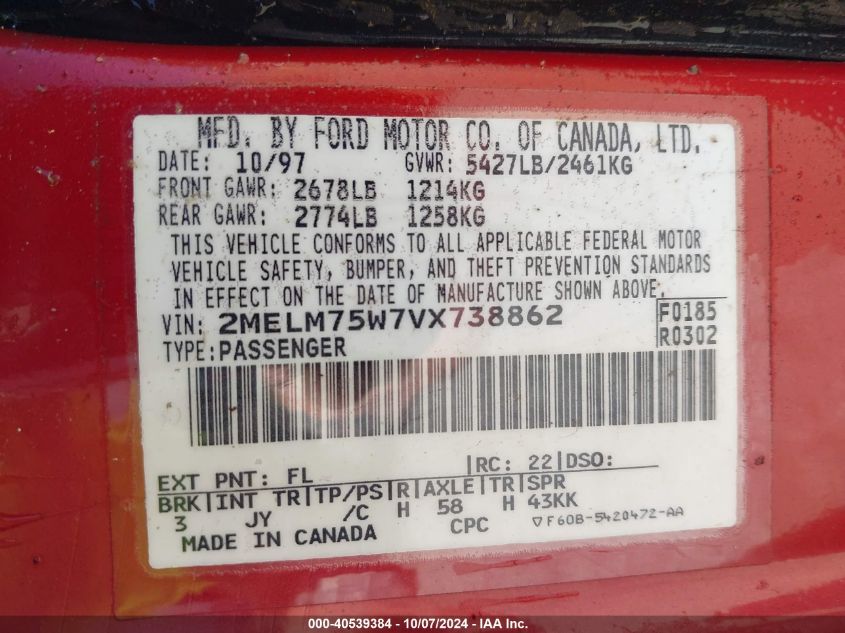 MFD. BY FORD MOTOR CO. OF CANADA, LTD.
DATE: 10/97 GVWR: 5427LB/2461KG
FRONT GAWR: 2678LB 1214KG
REAR GAWR: 2774LB 1258KG
THIS VEHICLE CONFORMS TO ALL APPLICABLE FEDERAL MOTOR
VEHICLE SAFETY, BUMPER, AND THEFT PREVENTION STANDARDS
IN EFFECT ON THE DATE OF MANUFACTURE SHOWN ABOVE.
VIN: 2MELM75W7VX738862 F0185
TYPE: PASSENGER R0302
EXT PNT: FL RC: 22 DSO:
BRK INT TR TP/PS R AXLE TR SPR
3 JY /C H 58 H 43KK
MADE IN CANADA CPC F60B-5420472-AA
000-40539384 - 10/07/2024 - IAA Inc.